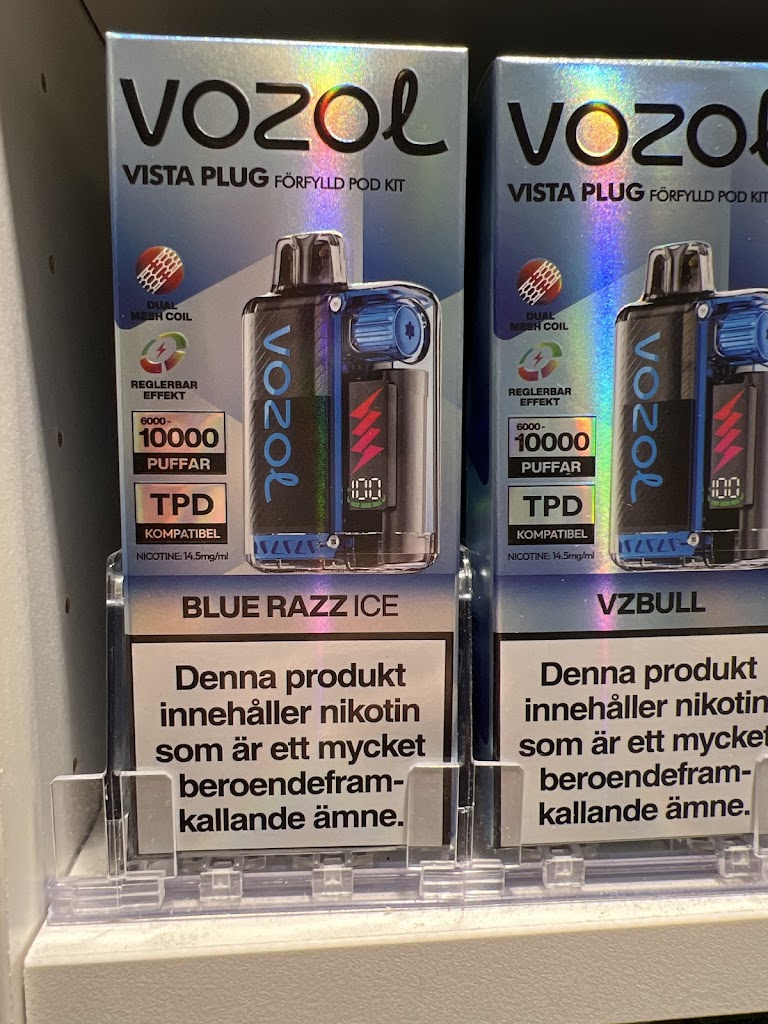 VOZOL
VISTA PLUG FÖRFYLLD POD KIT
DUAL
MESH COIL
REGLERBAR
EFFEKT
6000-
10000
PUFFAR
TPD
KOMPATIBEL
NICOTINE: 14.5mg/ml
VOZOL
100
BLUE RAZZ ICE
Denna produkt
innehåller nikotin
som är ett mycket
beroendefram-
kallande ämne.
VOZOL
VISTA PLUG FÖRFYLLD POD KIT
DUAL
MESH COIL
REGLERBAR
EFFEKT
6000-
10000
PUFFAR
TPD
KOMPATIBEL
NICOTINE: 14.5mg/ml
VOZOL
100
VZBULL
Denna produkt
innehåller nikotin
som är ett mycket
beroendefram-
kallande ämne.